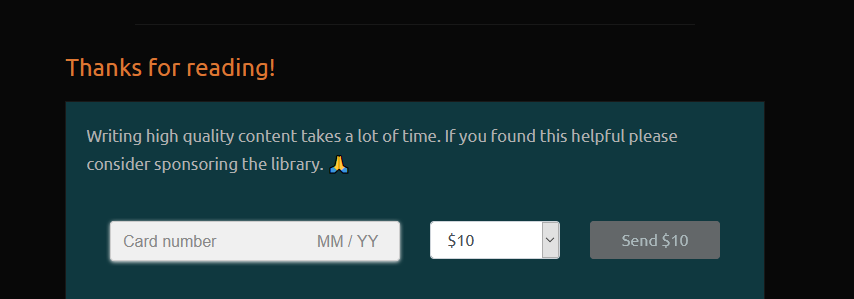 Thanks for reading!
Writing high quality content takes a lot of time. If you found this helpful please
consider sponsoring the library. 🙏
Card number MM / YY $10 Send $10